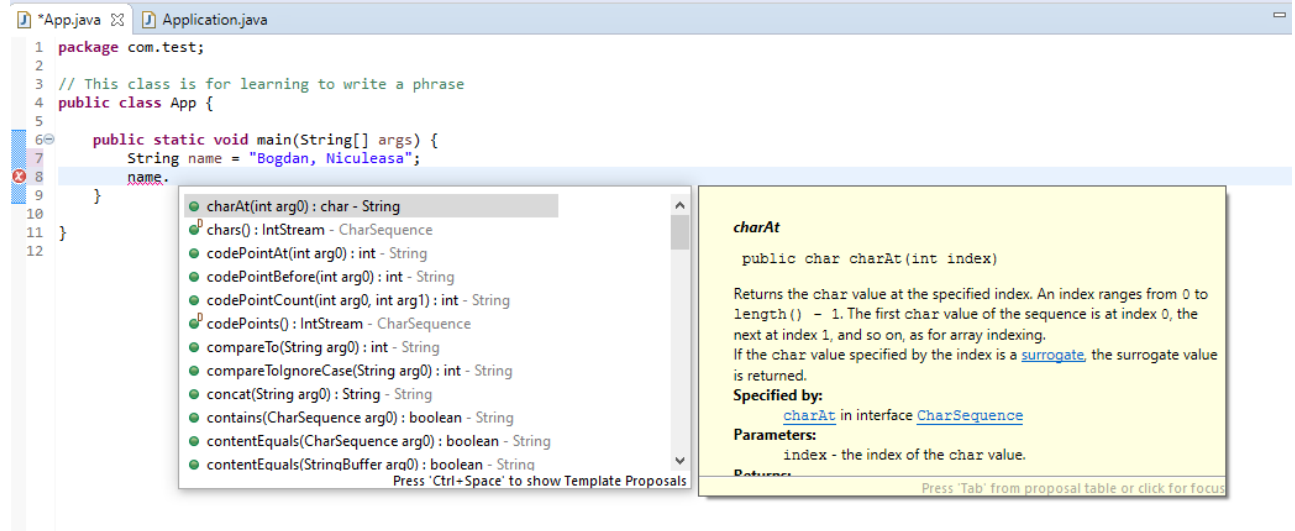 *App.java Application.java
1 package com.test;
2
3 // This class is for learning to write a phrase
4 public class App {
5
6 public static void main(String[] args) {
7 String name = "Bogdan, Niculeasa";
8 name.
9 }
10
11 }
12
charAt(int arg0) : char - String
chars() : IntStream - CharSequence
codePointAt(int arg0) : int - String
codePointBefore(int arg0) : int - String
codePointCount(int arg0, int arg1) : int - String
codePoints() : IntStream - CharSequence
compareTo(String arg0) : int - String
compareToIgnoreCase(String arg0) : int - String
concat(String arg0) : String - String
contains(CharSequence arg0) : boolean - String
contentEquals(CharSequence arg0) : boolean - String
contentEquals(StringBuffer arg0) : boolean - String
Press 'Ctrl+Space' to show Template Proposals
charAt
public char charAt(int index)
Returns the char value at the specified index. An index ranges from 0 to
length() - 1. The first char value of the sequence is at index 0, the
next at index 1, and so on, as for array indexing.
If the char value specified by the index is a surrogate, the surrogate value
is returned.
Specified by:
charAt in interface CharSequence
Parameters:
index - the index of the char value.
Returns:
Press 'Tab' from proposal table or click for focus